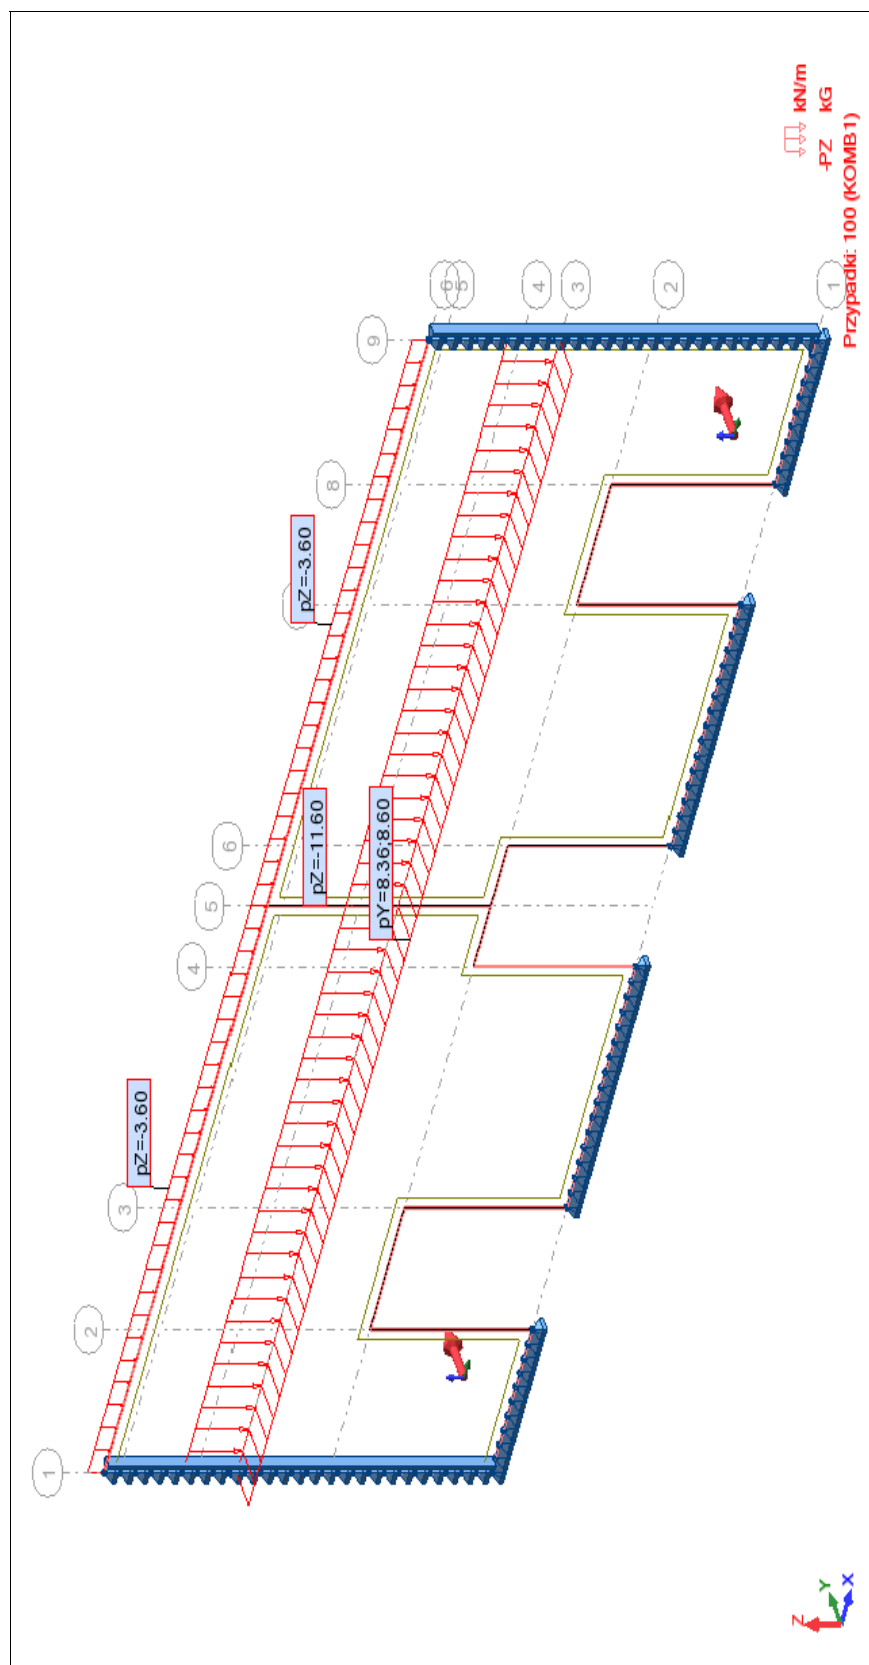 kN/m
-PZ kG
Przypadki: 100 (KOMB1)
9
8
6
5
4
3
2
1
6
5
4
3
2
1
pZ=-3.60
pZ=-11.60
pY=8.36;8.60
pZ=-3.60
Z
Y
X